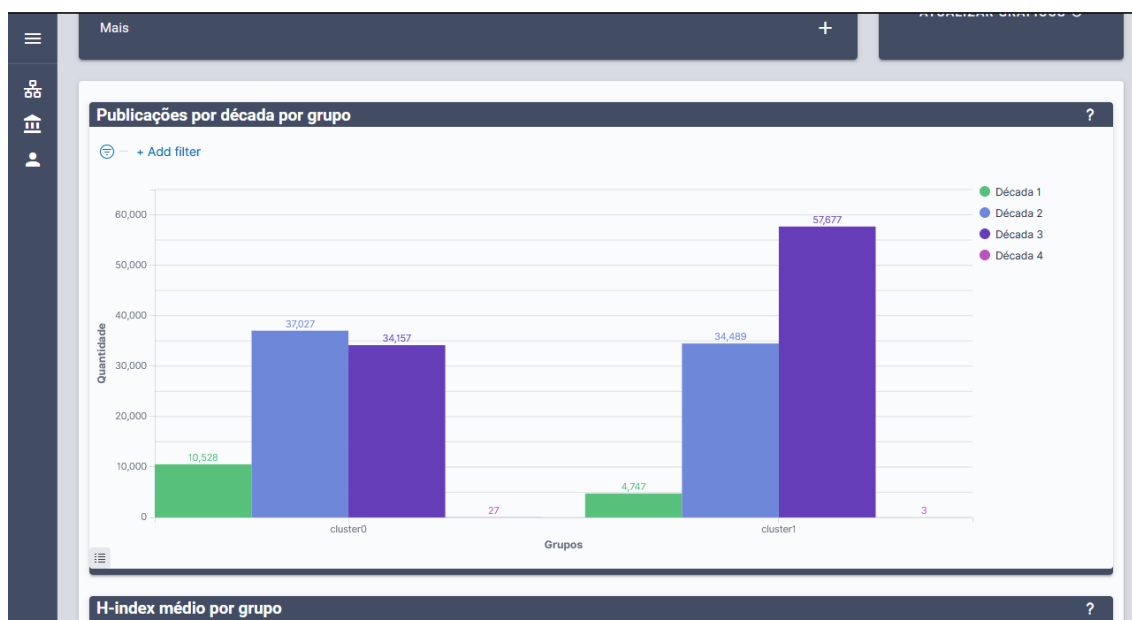 Mais
+
ATUALIZAR GRÁFICOS
Publicações por década por grupo
?
+ Add filter
Década 1
Década 2
Década 3
Década 4
60,000
50,000
40,000
30,000
20,000
10,000
0
Quantidade
10,528
37,027
34,157
27
4,747
34,489
57,677
3
cluster0
cluster1
Grupos
H-index médio por grupo
?